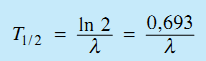 T1/2 = ln 2 / λ = 0,693 / λ